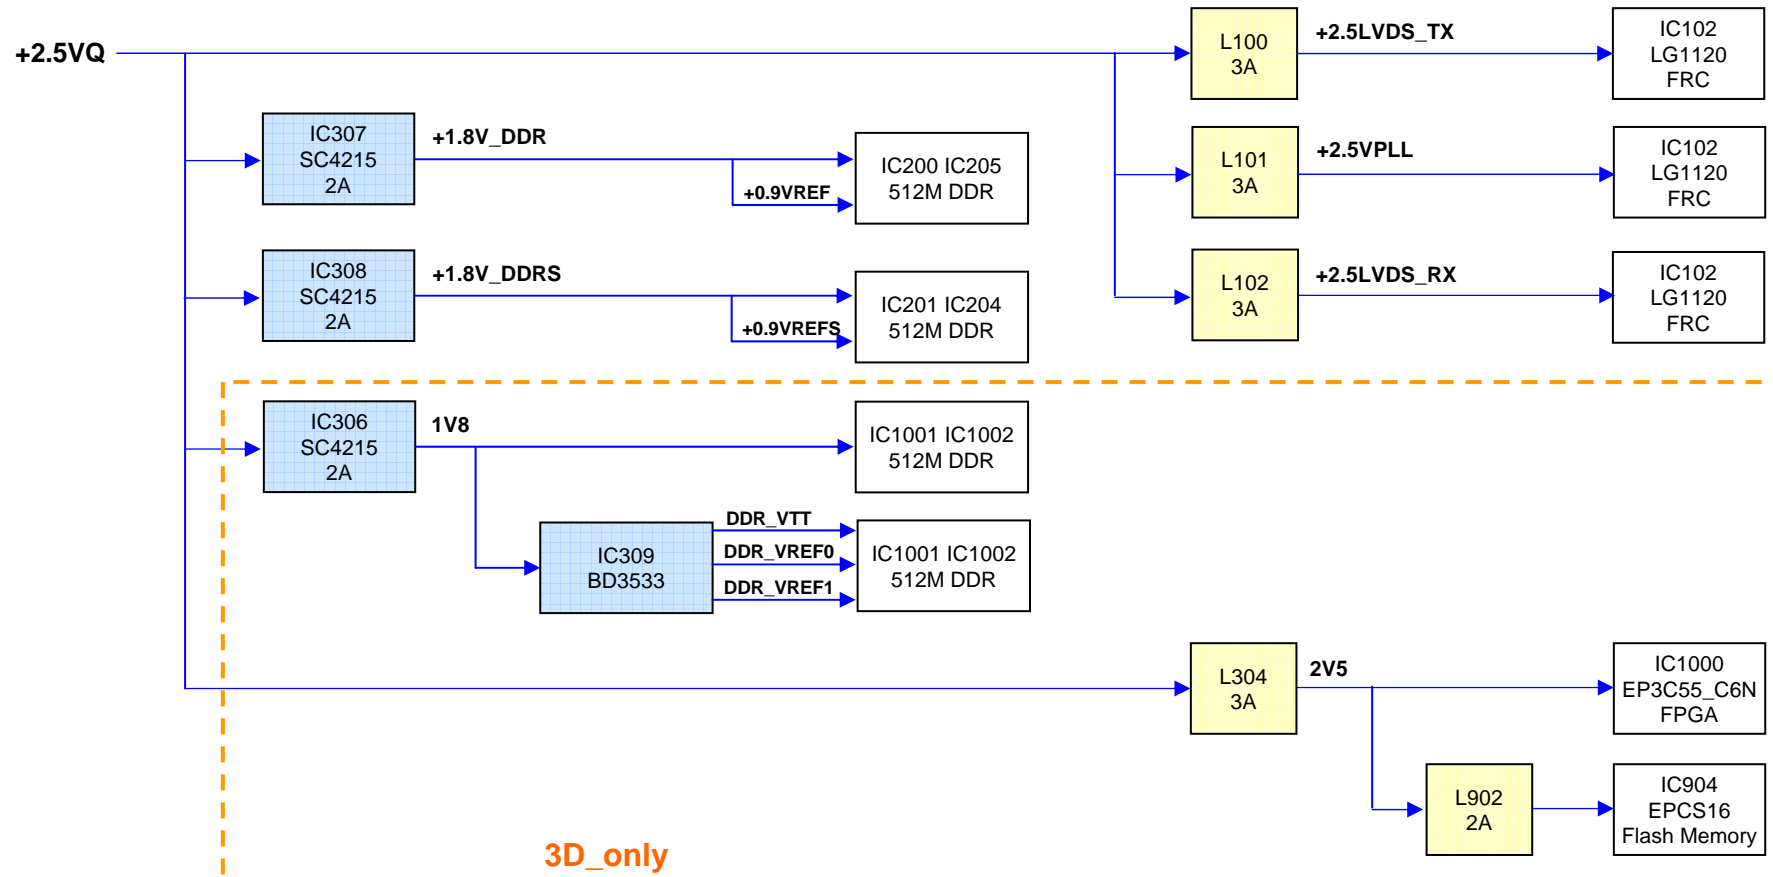 +2.5VQ
L100
3A
+2.5LVDS_TX
IC102
LG1120
FRC
IC307
SC4215
2A
+1.8V_DDR
+0.9VREF
IC200 IC205
512M DDR
L101
3A
+2.5VPLL
IC102
LG1120
FRC
IC308
SC4215
2A
+1.8V_DDRS
+0.9VREFS
IC201 IC204
512M DDR
L102
3A
+2.5LVDS_RX
IC102
LG1120
FRC
IC306
SC4215
2A
1V8
IC1001 IC1002
512M DDR
IC309
BD3533
DDR_VTT
DDR_VREF0
DDR_VREF1
IC1001 IC1002
512M DDR
L304
3A
2V5
IC1000
EP3C55_C6N
FPGA
L902
2A
IC904
EPCS16
Flash Memory
3D_only